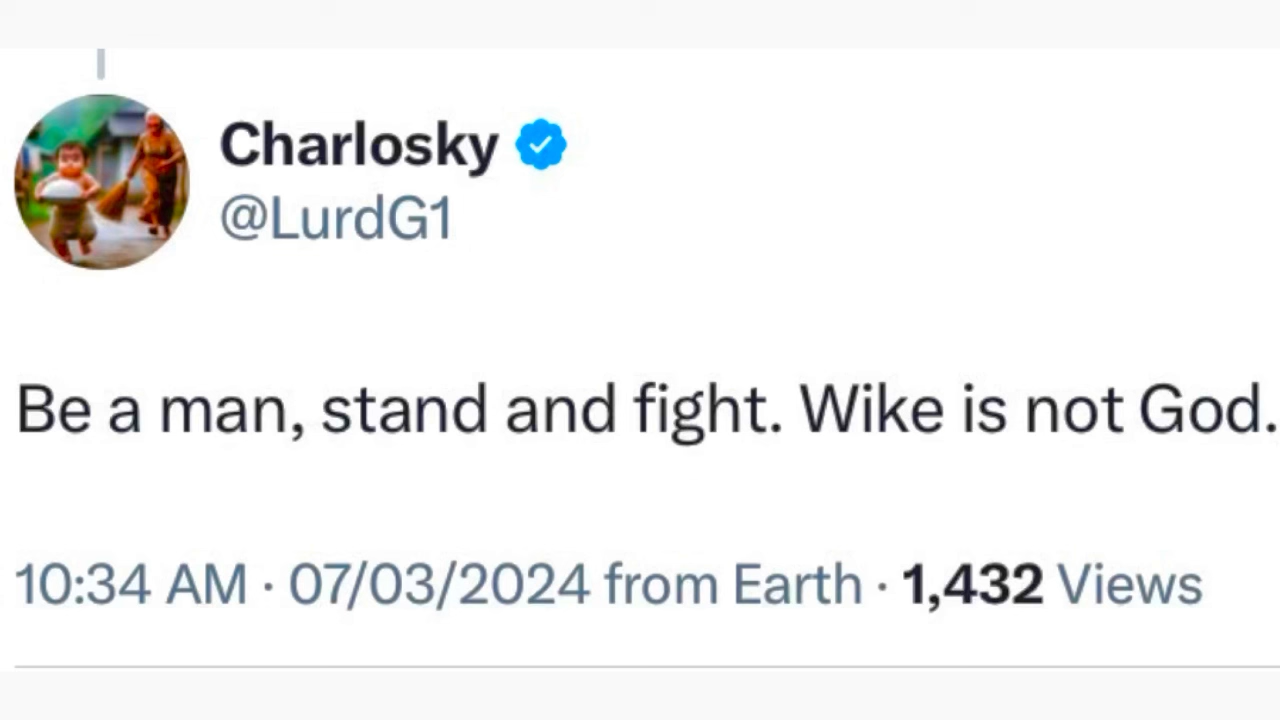 Charlosky
@LurdG1
Be a man, stand and fight. Wike is not God.
10:34 AM · 07/03/2024 from Earth · 1,432 Views